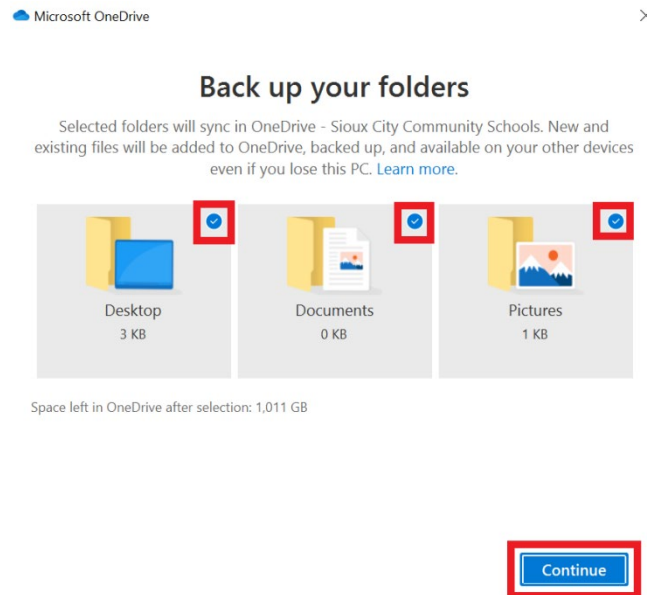 Microsoft OneDrive
Back up your folders
Selected folders will sync in OneDrive - Sioux City Community Schools. New and
existing files will be added to OneDrive, backed up, and available on your other devices
even if you lose this PC. Learn more.
Desktop
3 KB
Documents
0 KB
Pictures
1 KB
Space left in OneDrive after selection: 1,011 GB
Continue